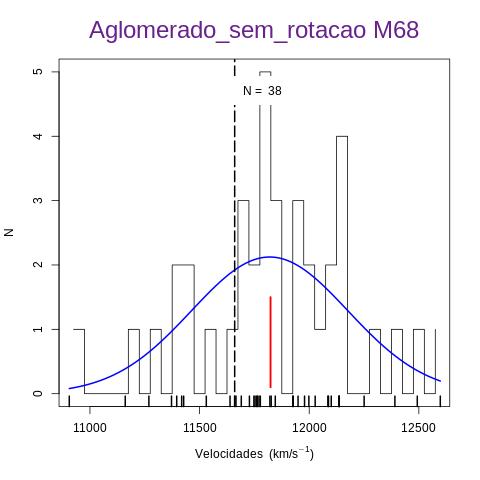 Aglomerado_sem_rotacao M68
N = 38
5
4
3
2
1
0
N
11000 11500 12000 12500
Velocidades (km/s⁻¹)